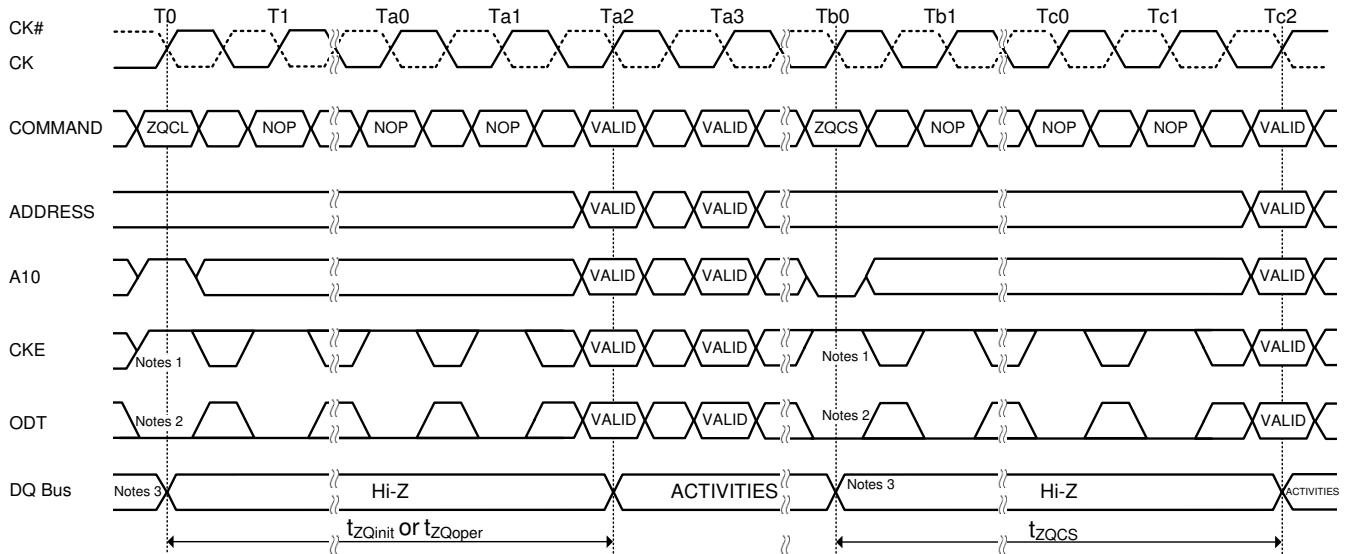 T0 T1 Ta0 Ta1 Ta2 Ta3 Tb0 Tb1 Tc0 Tc1 Tc2
CK#
CK
COMMAND ZQCL NOP NOP NOP VALID VALID ZQCS NOP NOP NOP VALID
ADDRESS VALID VALID VALID
A10 VALID VALID VALID
CKE Notes 1 VALID VALID Notes 1 VALID
ODT Notes 2 VALID VALID Notes 2 VALID
DQ Bus Notes 3 Hi-Z ACTIVITIES Notes 3 Hi-Z ACTIVITIES
tZQinit or tZQoper tZQCS